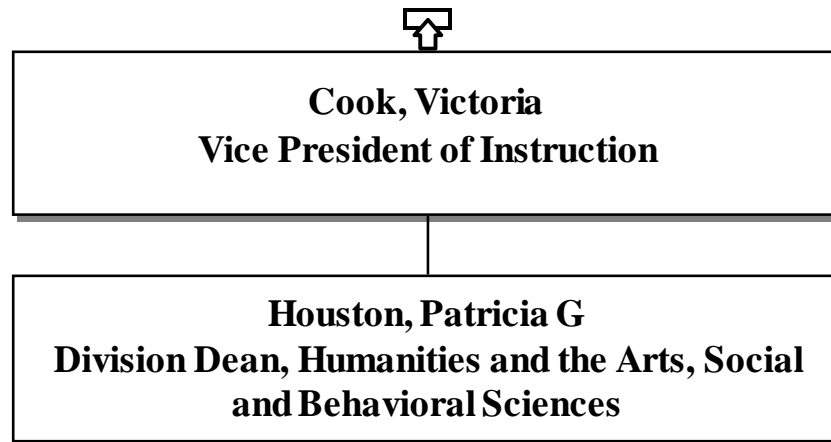 Cook, Victoria
Vice President of Instruction
Houston, Patricia G
Division Dean, Humanities and the Arts, Social
and Behavioral Sciences